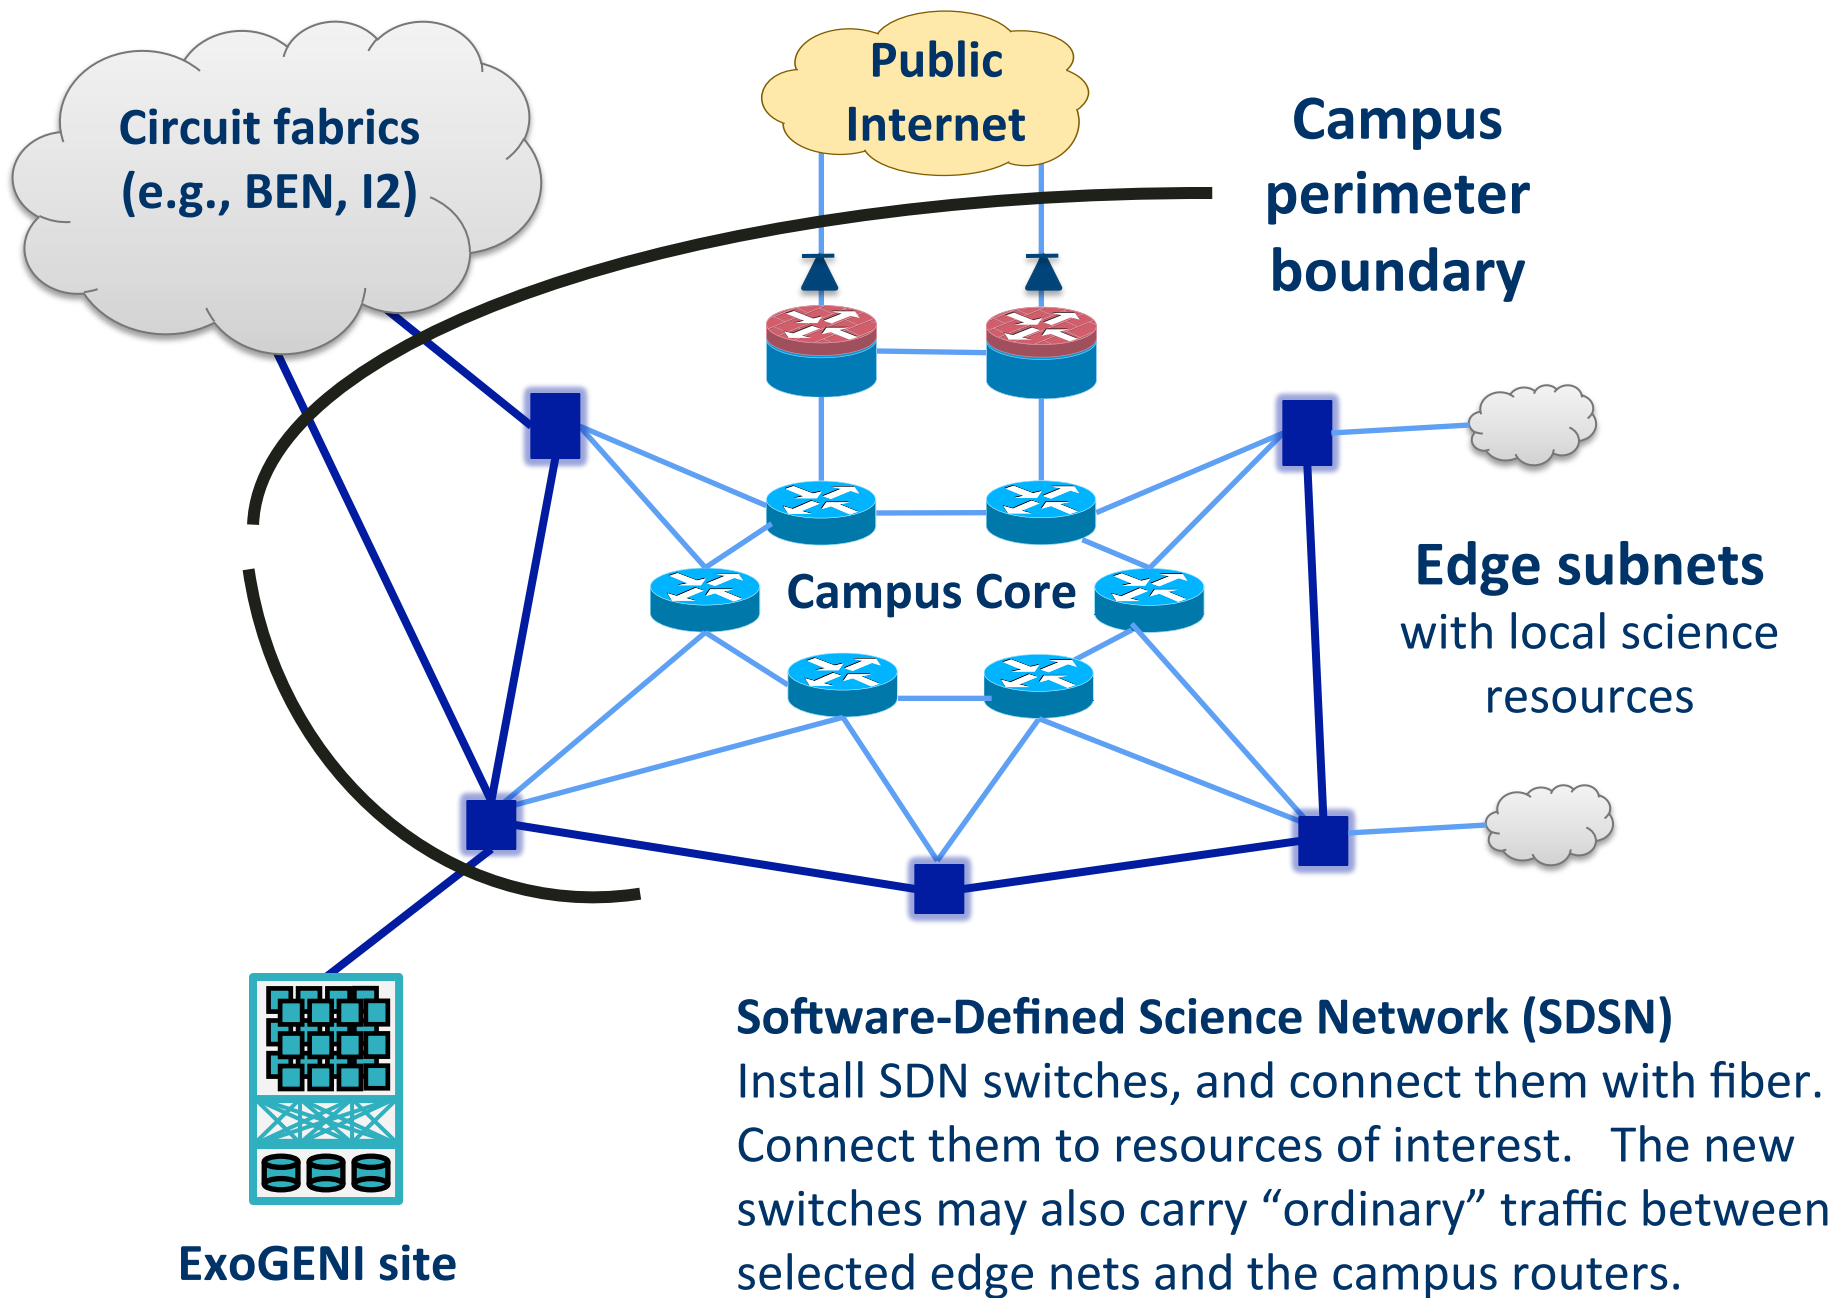 Public
Internet
Circuit fabrics
(e.g., BEN, I2)
Campus
perimeter
boundary
Campus Core
Edge subnets
with local science
resources
Software-Defined Science Network (SDSN)
Install SDN switches, and connect them with fiber.
Connect them to resources of interest.   The new
switches may also carry “ordinary” traffic between
selected edge nets and the campus routers.
ExoGENI site